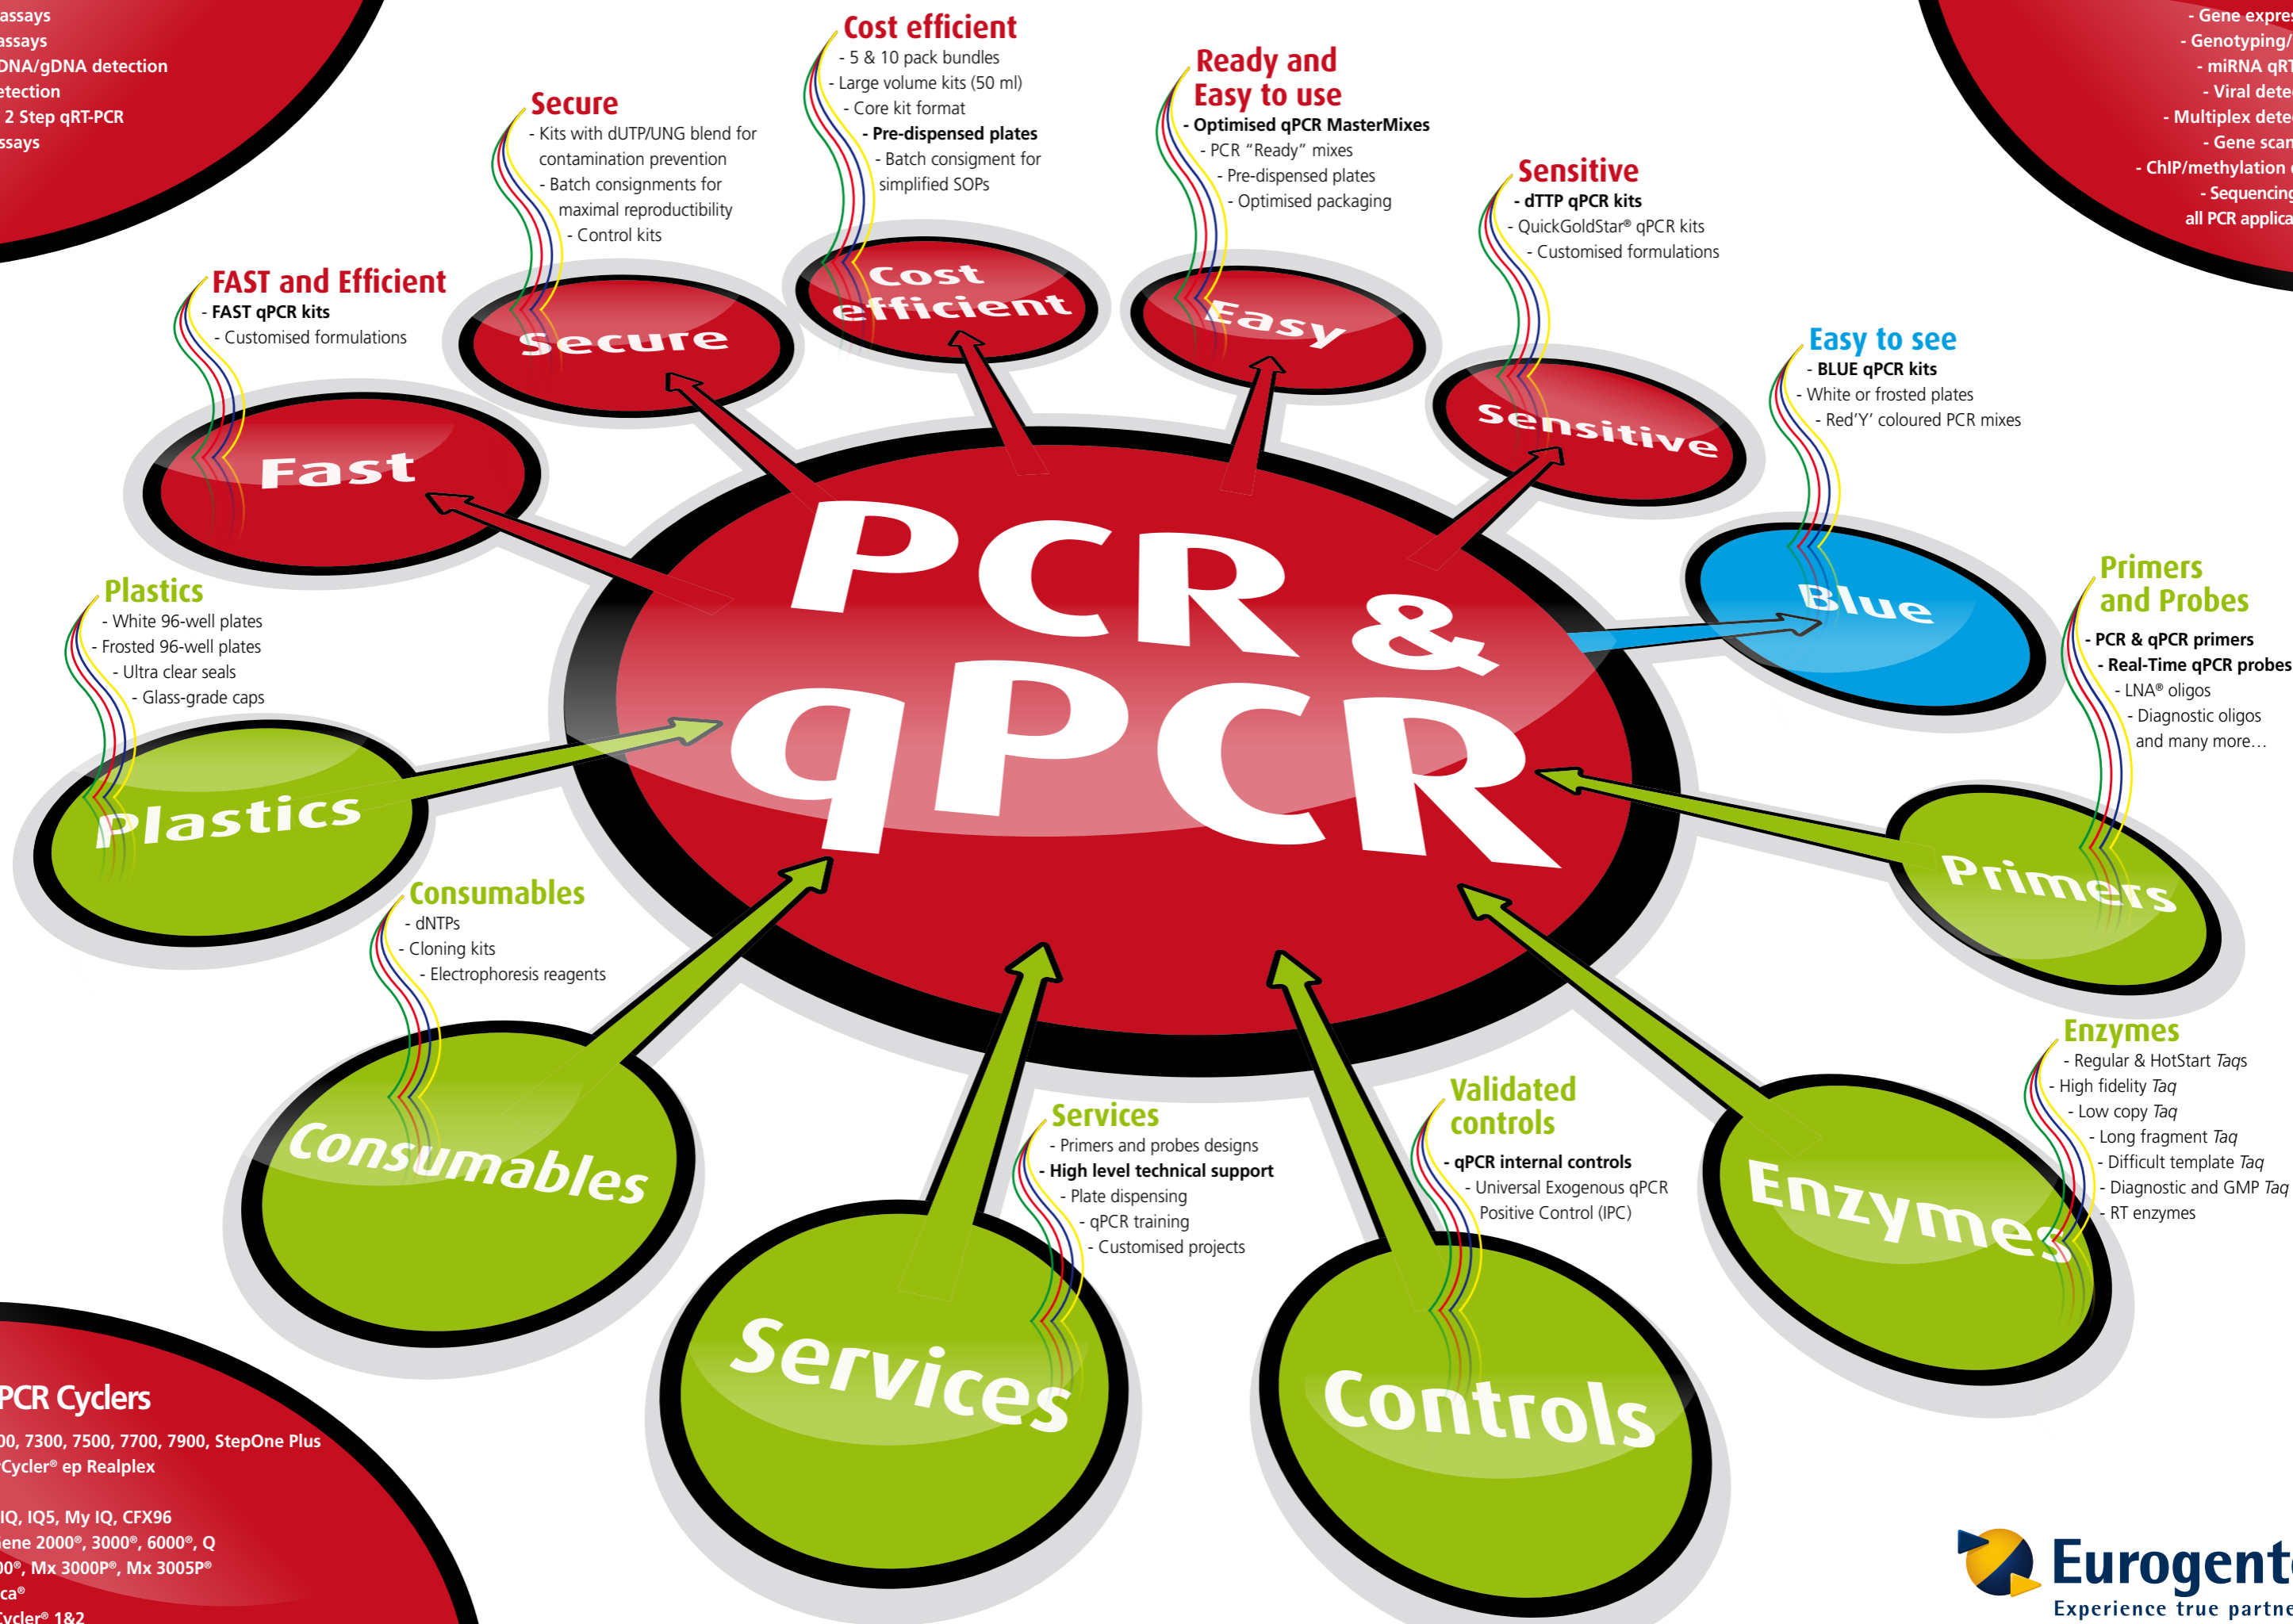 assays
assays
DNA/gDNA detection
etection
2 Step qRT-PCR
ssays
- Gene expres
- Genotyping/
- miRNA qRT
- Viral dete
- Multiplex dete
- Gene scan
- ChIP/methylation
- Sequencing
all PCR applica
Cost efficient
- 5 & 10 pack bundles
- Large volume kits (50 ml)
- Core kit format
- Pre-dispensed plates
- Batch consigment for
simplified SOPs
Ready and
Easy to use
- Optimised qPCR MasterMixes
- PCR “Ready” mixes
- Pre-dispensed plates
- Optimised packaging
Secure
- Kits with dUTP/UNG blend for
contamination prevention
- Batch consignments for
maximal reproductibility
- Control kits
Sensitive
- dTTP qPCR kits
- QuickGoldStar® qPCR kits
- Customised formulations
FAST and Efficient
- FAST qPCR kits
- Customised formulations
Easy to see
- BLUE qPCR kits
- White or frosted plates
- Red'Y' coloured PCR mixes
Fast
Secure
Cost
efficient
Easy
Sensitive
Blue
PCR &
qPCR
Plastics
- White 96-well plates
- Frosted 96-well plates
- Ultra clear seals
- Glass-grade caps
Plastics
Primers
and Probes
- PCR & qPCR primers
- Real-Time qPCR probes
- LNA® oligos
- Diagnostic oligos
and many more…
Primers
Consumables
- dNTPs
- Cloning kits
- Electrophoresis reagents
Consumables
Services
- Primers and probes designs
- High level technical support
- Plate dispensing
- qPCR training
- Customised projects
Services
Validated
controls
- qPCR internal controls
- Universal Exogenous qPCR
Positive Control (IPC)
Controls
Enzymes
- Regular & HotStart Taqs
- High fidelity Taq
- Low copy Taq
- Long fragment Taq
- Difficult template Taq
- Diagnostic and GMP Taq
- RT enzymes
Enzymes
PCR Cyclers
00, 7300, 7500, 7700, 7900, StepOne Plus
Cycler® ep Realplex
IQ, IQ5, My IQ, CFX96
Gene 2000®, 3000®, 6000®, Q
00®, Mx 3000P®, Mx 3005P®
ca®
Cycler® 1&2
Eurogente
Experience true partne